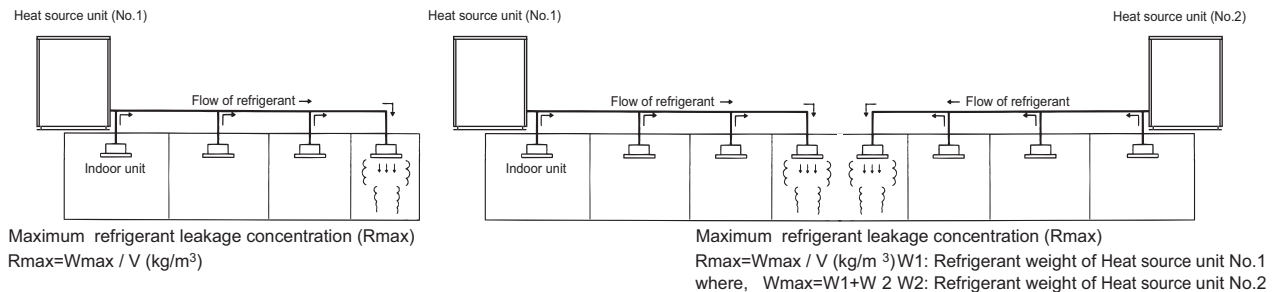 Heat source unit (No.1)
Flow of refrigerant →
Indoor unit
Maximum refrigerant leakage concentration (Rmax)
Rmax=Wmax / V (kg/m³)
Heat source unit (No.1)
Heat source unit (No.2)
Flow of refrigerant →
← Flow of refrigerant
Indoor unit
Maximum refrigerant leakage concentration (Rmax)
Rmax=Wmax / V (kg/m ³) W1: Refrigerant weight of Heat source unit No.1
where, Wmax=W1+W 2 W2: Refrigerant weight of Heat source unit No.2